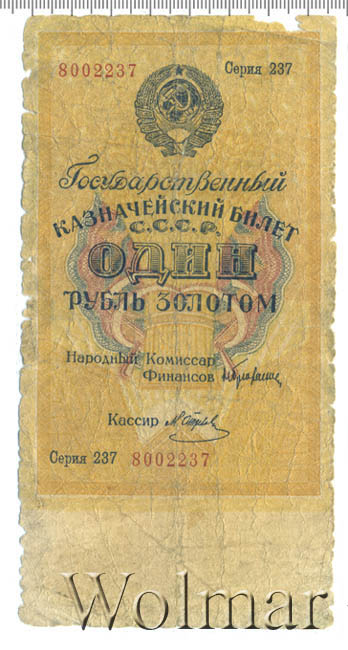 8002237 Серия 237
Государственный
КАЗНАЧЕЙСКИЙ БИЛЕТ
С.С.С.Р.
ОДИН
РУБЛЬ ЗОЛОТОМ
Народный Комиссар
Финансов
Кассир
Серия 237 8002237
Wolmar